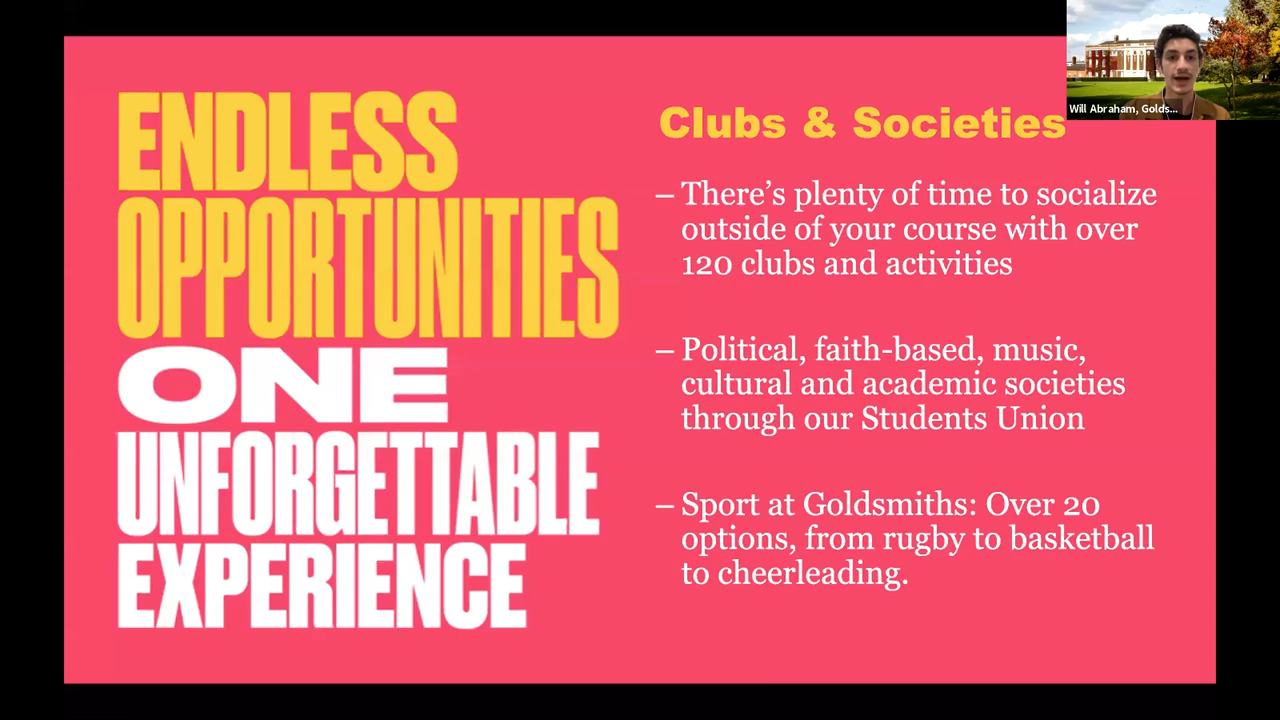 ENDLESS
OPPORTUNITIES
ONE
UNFORGETTABLE
EXPERIENCE
Clubs & Societies
– There’s plenty of time to socialize
outside of your course with over
120 clubs and activities
– Political, faith-based, music,
cultural and academic societies
through our Students Union
– Sport at Goldsmiths: Over 20
options, from rugby to basketball
to cheerleading.
Will Abraham, Golds...